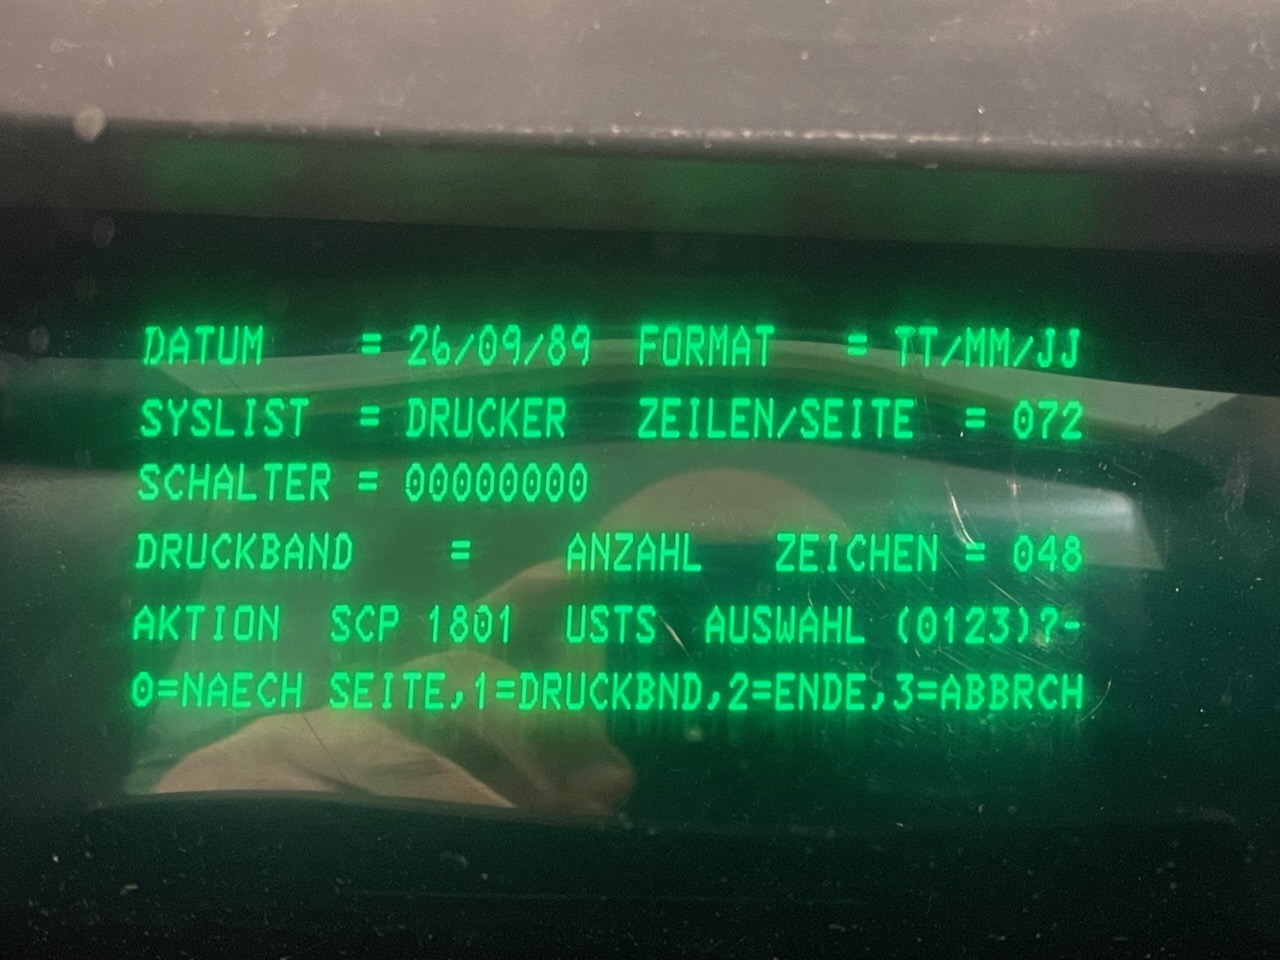 DATUM = 26/09/89 FORMAT = TT/MM/JJ
SYSLIST = DRUCKER ZEILEN/SEITE = 072
SCHALTER = 00000000
DRUCKBAND = ANZAHL ZEICHEN = 048
AKTION SCP 1801 USTS AUSWAHL (0123)?-
0=NAECH SEITE,1=DRUCKBND,2=ENDE,3=ABBRCH